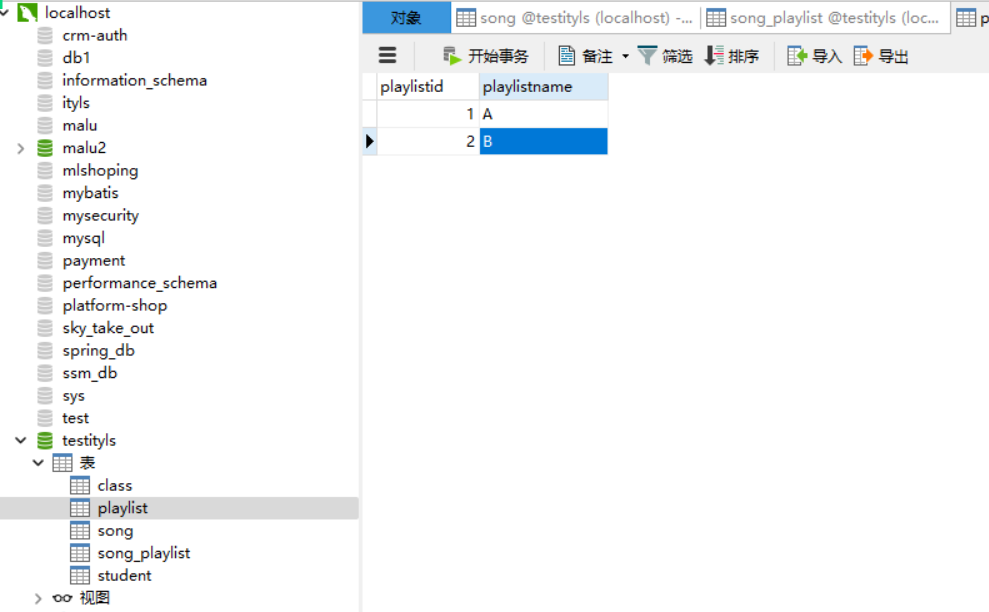 localhost
crm-auth
db1
information_schema
ityls
malu
malu2
mlshoping
mybatis
mysecurity
mysql
payment
performance_schema
platform-shop
sky_take_out
spring_db
ssm_db
sys
test
testityls
表
class
playlist
song
song_playlist
student
视图
对象 song @testityls (localhost) -... song_playlist @testityls (loc... p
开始事务 备注 筛选 排序 导入 导出
playlistid playlistname
1 A
2 B